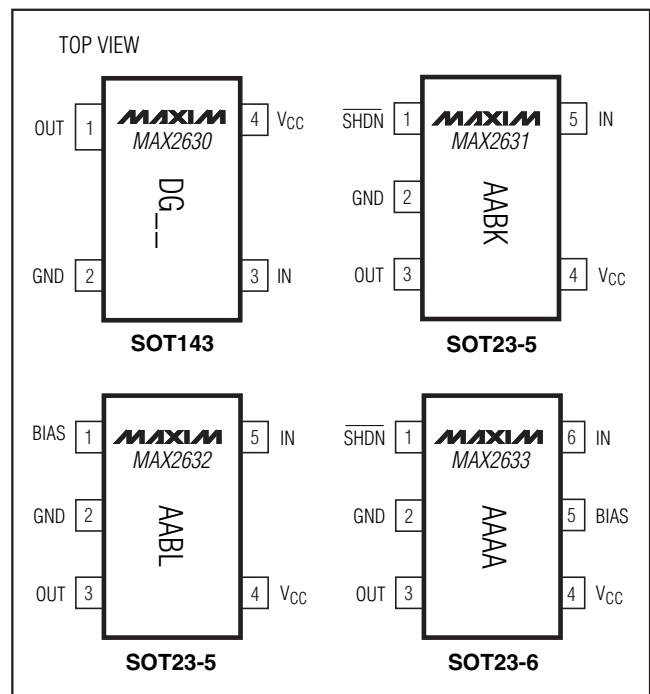 TOP VIEW
OUT 1 MAXIM 4 VCC
MAX2630
DG__
GND 2 3 IN
SOT143
SHDN 1 MAXIM 5 IN
MAX2631
GND 2
AABK
OUT 3 4 VCC
SOT23-5
BIAS 1 MAXIM 5 IN
MAX2632
GND 2
AABL
OUT 3 4 VCC
SOT23-5
SHDN 1 MAXIM 6 IN
MAX2633
GND 2 5 BIAS
AAAA
OUT 3 4 VCC
SOT23-6